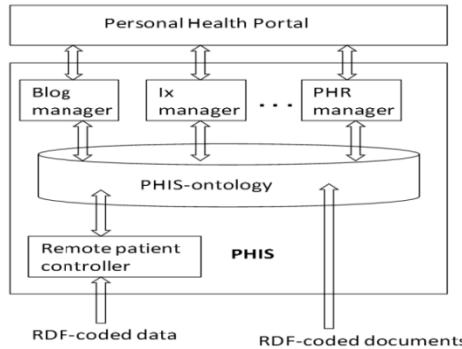 Personal Health Portal
Blog
manager
Ix
manager
...
PHR
manager
PHIS-ontology
Remote patient
controller
PHIS
RDF-coded data
RDF-coded documents